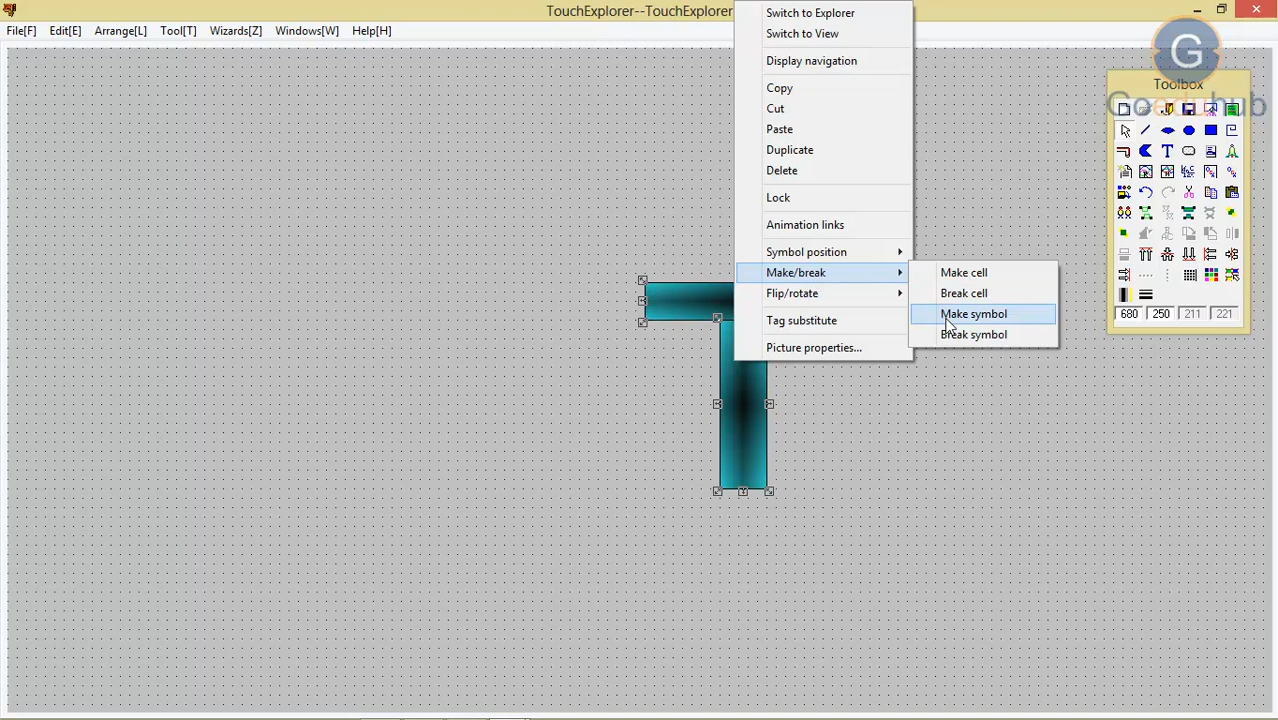 TouchExplorer--TouchExplorer
File[F] Edit[E] Arrange[L] Tool[T] Wizards[Z] Windows[W] Help[H]
Switch to Explorer
Switch to View
Display navigation
Copy
Cut
Paste
Duplicate
Delete
Lock
Animation links
Symbol position
Make/break
Flip/rotate
Tag substitute
Picture properties...
Make cell
Break cell
Make symbol
Break symbol
G
Goeduhub
Toolbox
680 250 211 221